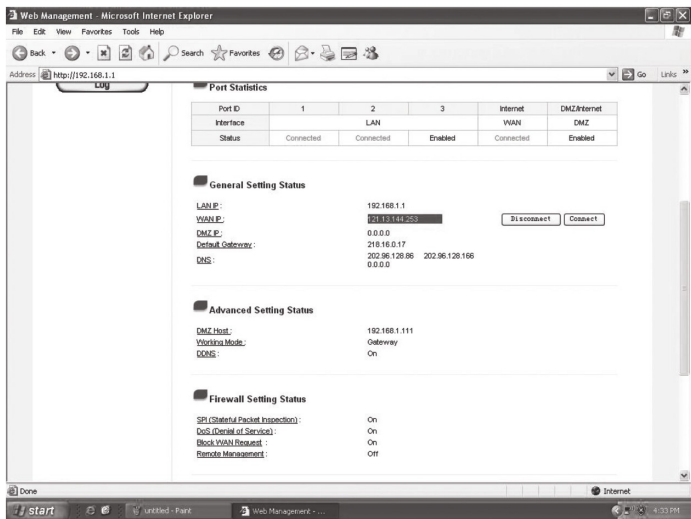 Web Management - Microsoft Internet Explorer
File Edit View Favorites Tools Help
Back Search Favorites
Address http://192.168.1.1 Go Links »
Log
Port Statistics
Port ID 1 2 3 Internet DMZ/Internet
Interface LAN WAN DMZ
Status Connected Connected Enabled Connected Enabled
General Setting Status
LAN IP : 192.168.1.1
WAN IP : 121.13.144.253 Disconnect Connect
DMZ IP : 0.0.0.0
Default Gateway : 218.16.0.17
DNS : 202.96.128.86 202.96.128.166
0.0.0.0
Advanced Setting Status
DMZ Host : 192.168.1.111
Working Mode : Gateway
DDNS : On
Firewall Setting Status
SPI (Stateful Packet Inspection) : On
DoS (Denial of Service) : On
Block WAN Request : On
Remote Management : Off
Done Internet
start untitled - Paint Web Management - ... 4:33 PM